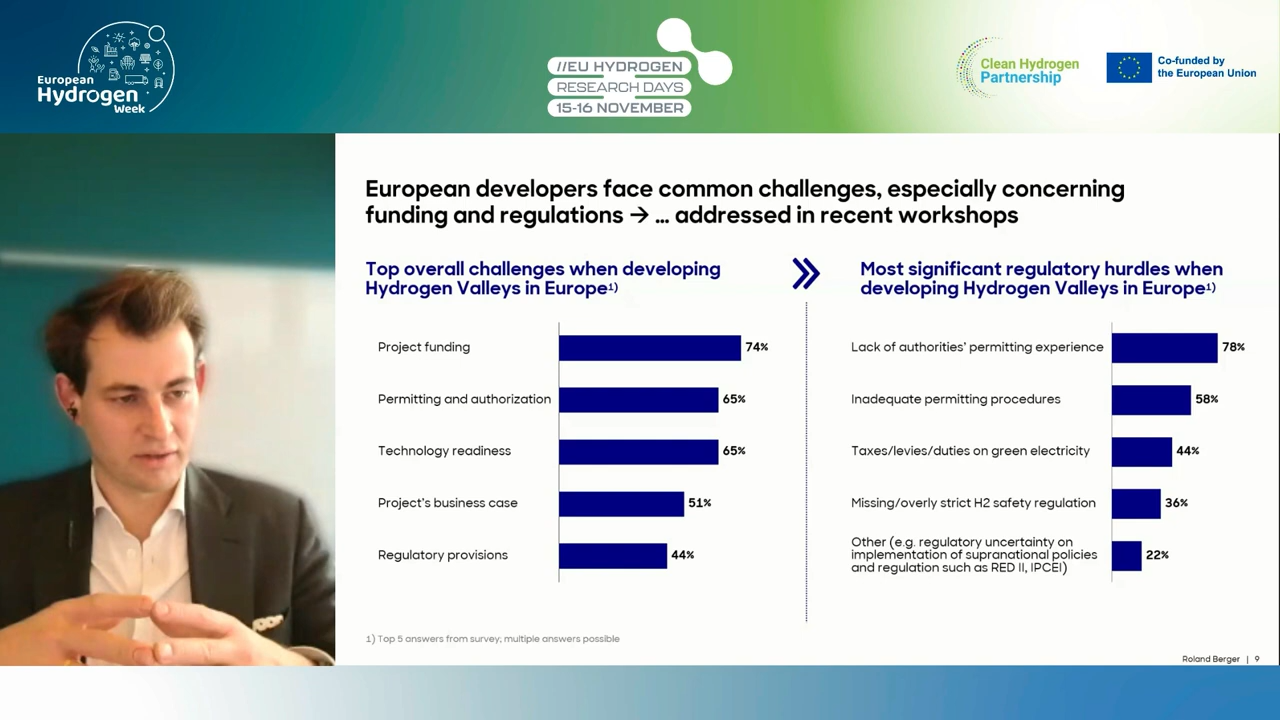 European
Hydrogen
Week
//EU HYDROGEN
RESEARCH DAYS
15-16 NOVEMBER
Clean Hydrogen
Partnership
Co-funded by
the European Union
European developers face common challenges, especially concerning
funding and regulations → ... addressed in recent workshops
Top overall challenges when developing
Hydrogen Valleys in Europe¹⁾
Project funding
74%
Permitting and authorization
65%
Technology readiness
65%
Project's business case
51%
Regulatory provisions
44%
Most significant regulatory hurdles when
developing Hydrogen Valleys in Europe¹⁾
Lack of authorities' permitting experience
78%
Inadequate permitting procedures
58%
Taxes/levies/duties on green electricity
44%
Missing/overly strict H2 safety regulation
36%
Other (e.g. regulatory uncertainty on
implementation of supranational policies
and regulation such as RED II, IPCEI)
22%
1) Top 5 answers from survey; multiple answers possible
Roland Berger | 9